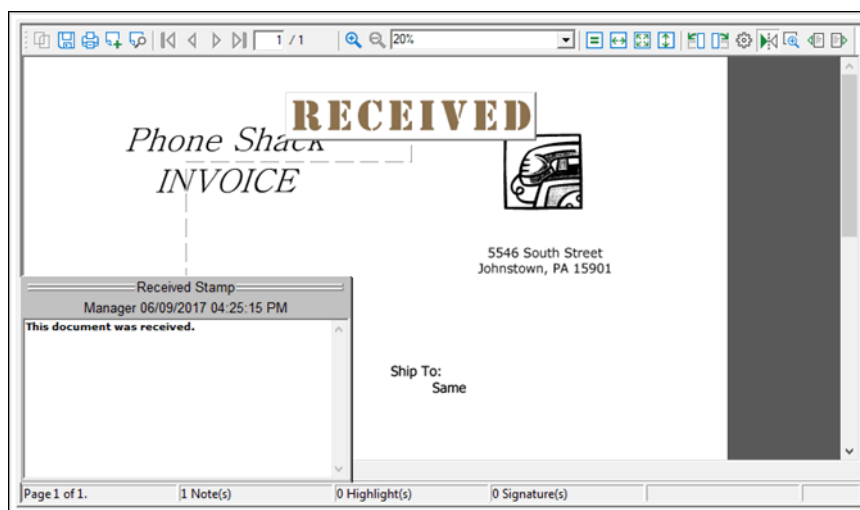 1 / 1
20%
RECEIVED
Phone Shack
INVOICE
5546 South Street
Johnstown, PA 15901
Received Stamp
Manager 06/09/2017 04:25:15 PM
This document was received.
Ship To:
Same
Page 1 of 1.
1 Note(s)
0 Highlight(s)
0 Signature(s)